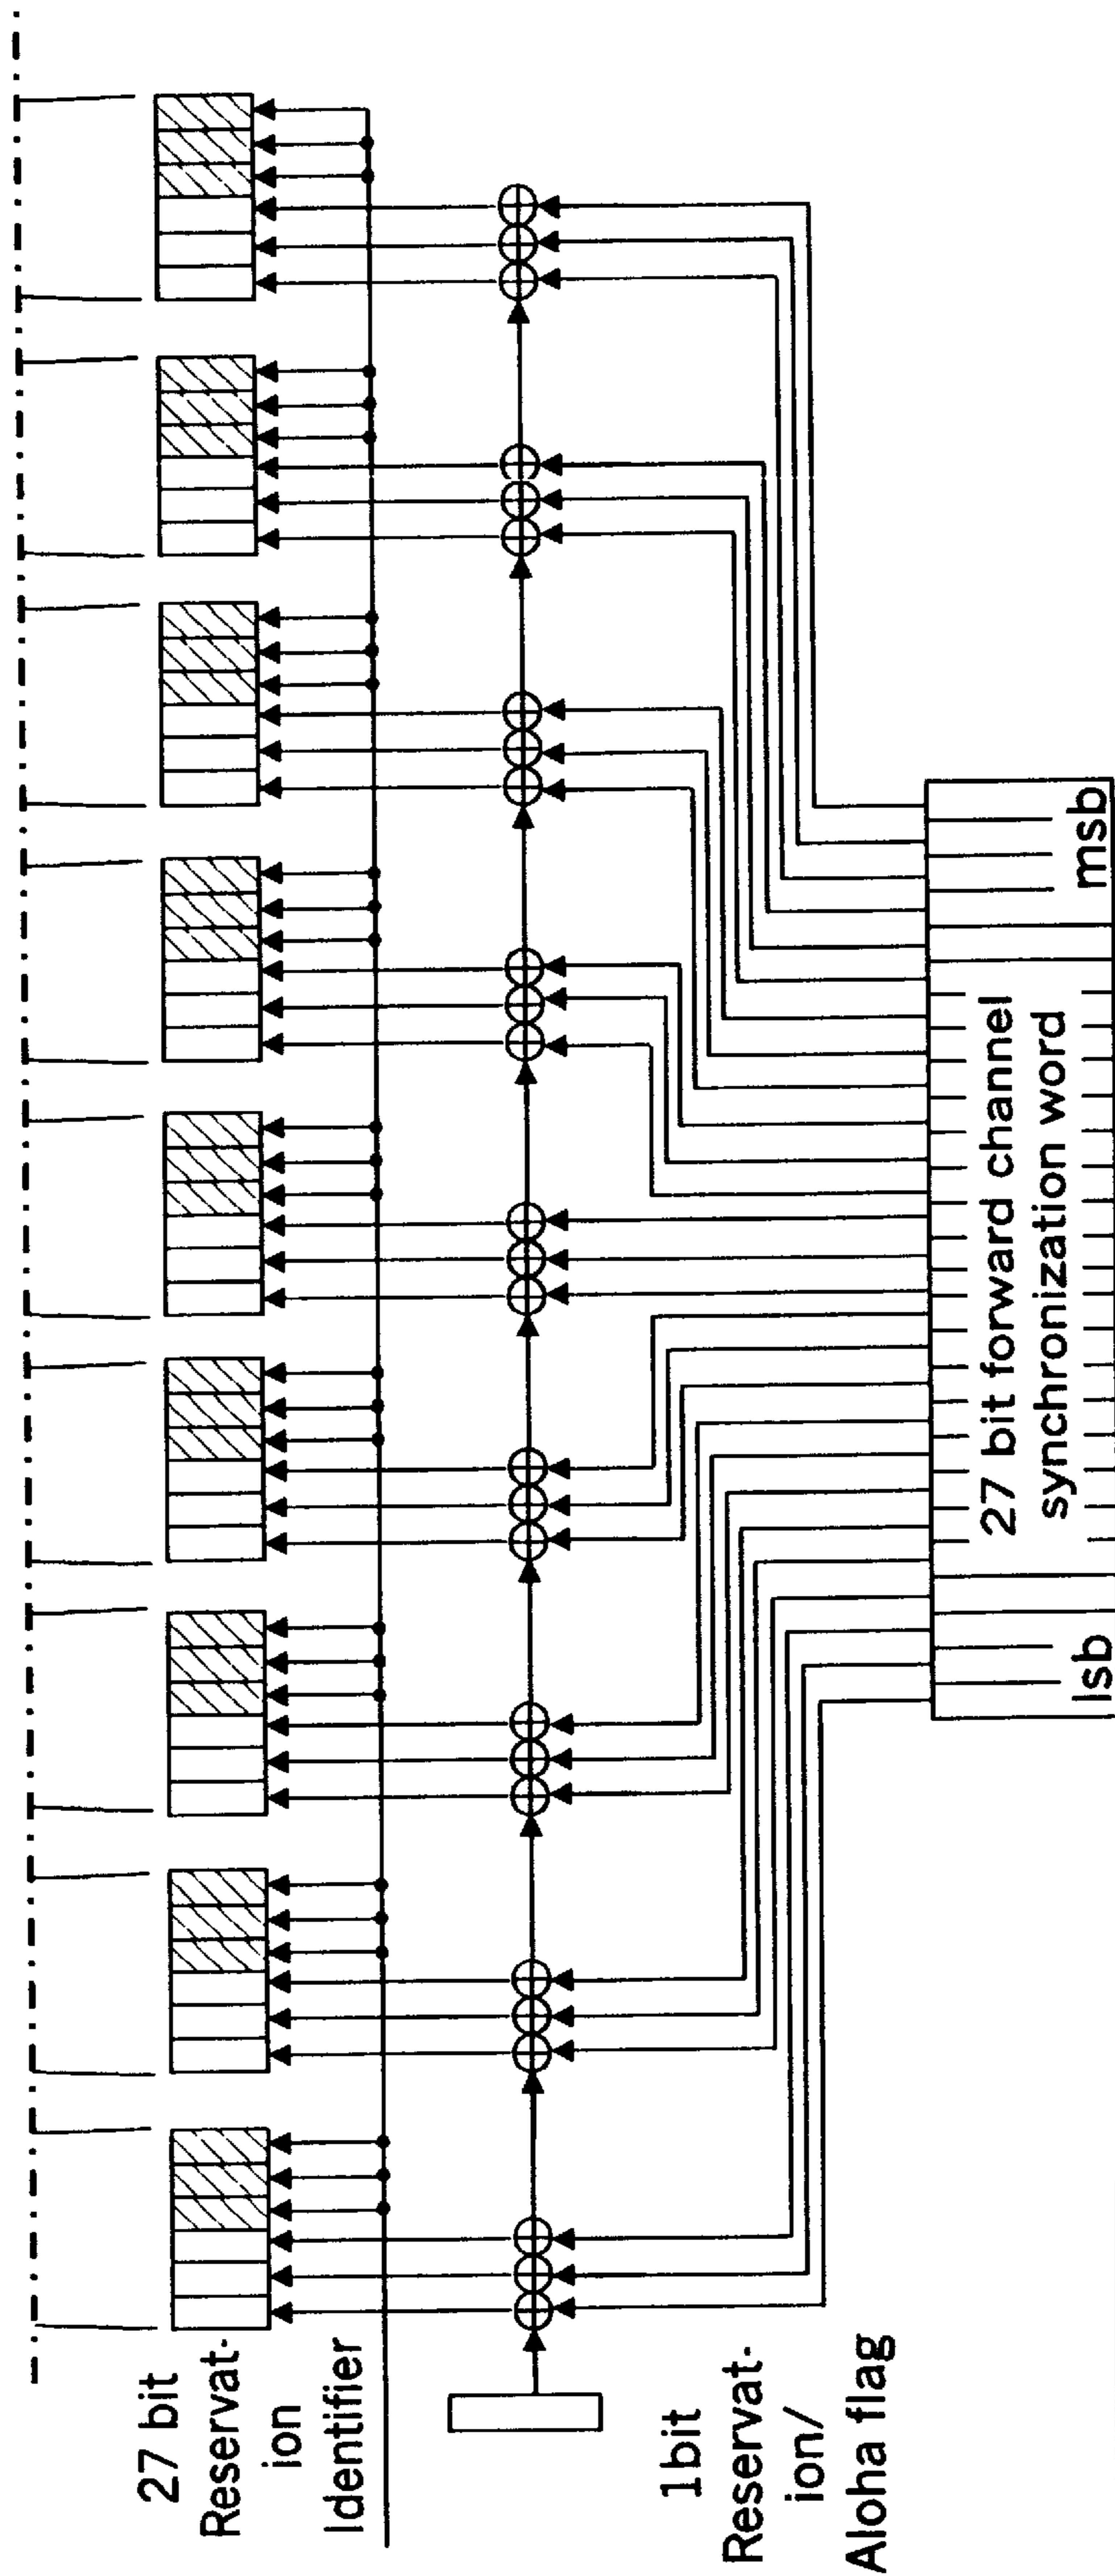 27 bit
Reservat-
ion
Identifier
1bit
Reservat-
ion/
Aloha flag
lsb
27 bit forward channel
synchronization word
msb